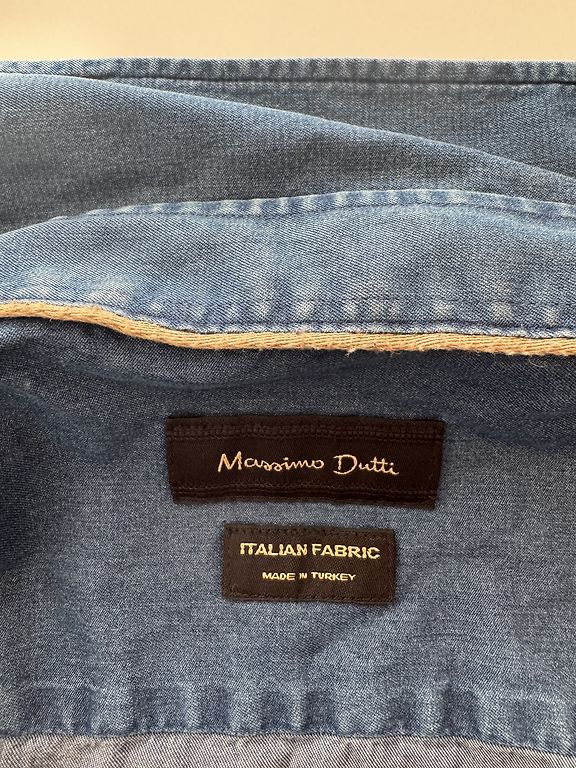 Massimo Dutti
ITALIAN FABRIC
MADE IN TURKEY